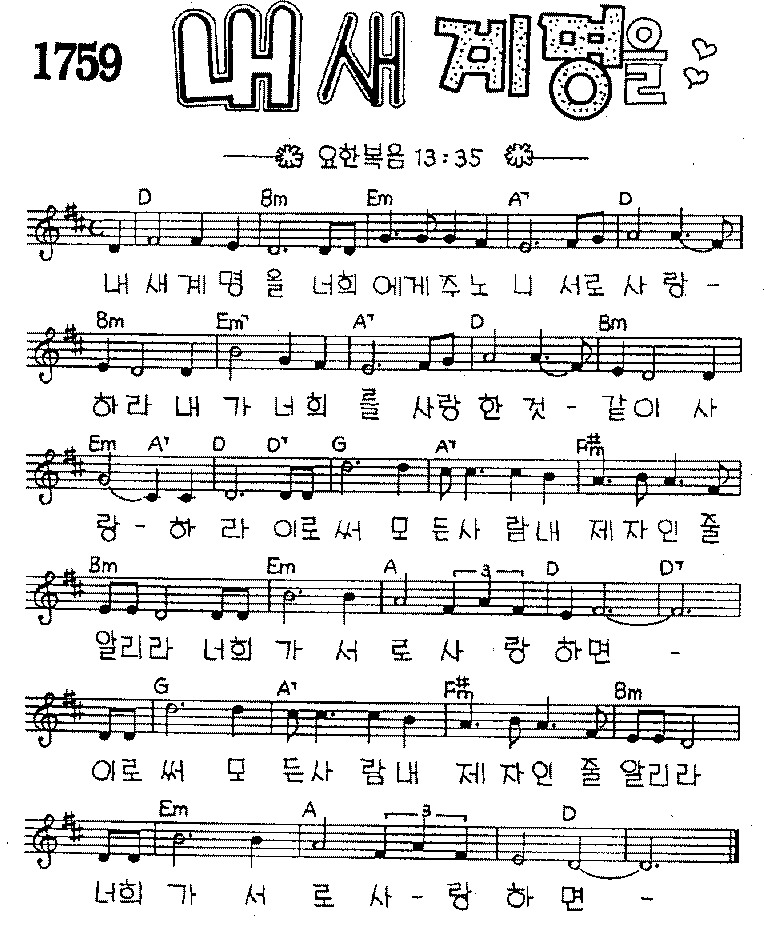 1759
내 새 계명을
요한복음 13:35
D Bm Em A7 D
내 새 계 명 을 너희 에게 주 노 니 서로 사 랑 -
Bm Em7 A7 D Bm
하 라 내 가 너 희 를 사랑 한 것 - 같이 사
Em A7 D D7 G A7 F#m
랑 - 하 라 이로 써 모 든사 람내 제 자인 줄
Bm Em A 3 D D7
알리라 너희 가 서 로 사 랑 하면 -
G A7 F#m Bm
이로 써 모 든사 람내 제 자인 줄 알리라
Em A 3 D
너희 가 서 로 사 - 랑 하 면 -